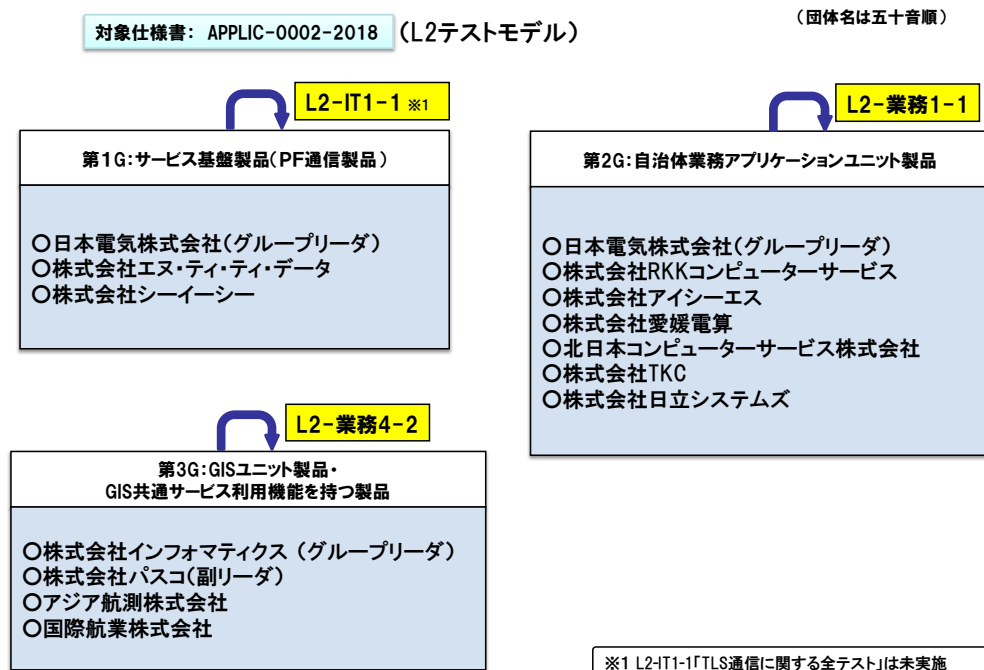 対象仕様書： APPLIC-0002-2018 （L2テストモデル）
（団体名は五十音順）
L2-IT1-1 ※1
第1G：サービス基盤製品（PF通信製品）
〇日本電気株式会社（グループリーダ）
〇株式会社エヌ・ティ・ティ・データ
〇株式会社シーイーシー
L2-業務1-1
第2G：自治体業務アプリケーションユニット製品
〇日本電気株式会社（グループリーダ）
〇株式会社RKKコンピューターサービス
〇株式会社アイシーエス
〇株式会社愛媛電算
〇北日本コンピューターサービス株式会社
〇株式会社TKC
〇株式会社日立システムズ
L2-業務4-2
第3G：GISユニット製品・
GIS共通サービス利用機能を持つ製品
〇株式会社インフォマティクス （グループリーダ）
〇株式会社パスコ（副リーダ）
〇アジア航測株式会社
〇国際航業株式会社
※1 L2-IT1-1「TLS通信に関する全テスト」は未実施